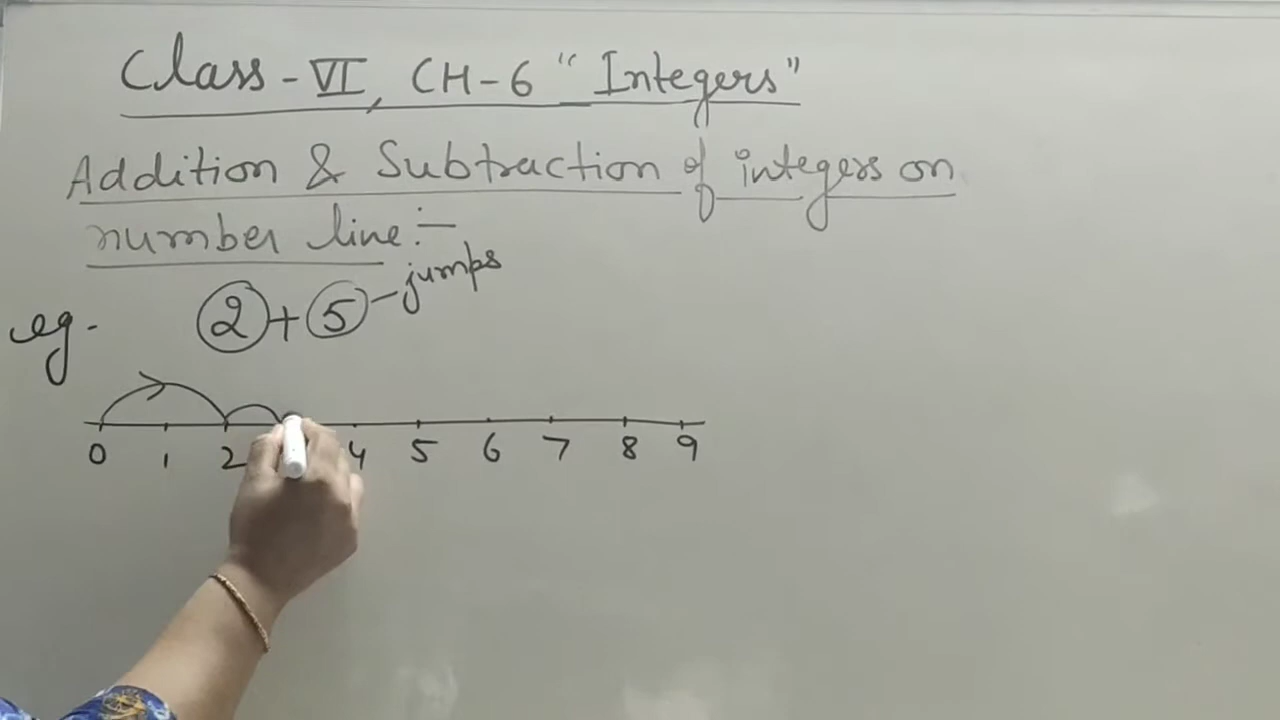 Class - VI, CH-6 "Integers"
Addition & Subtraction of integers on
number line:-
eg. 2 + 5 - jumps
0 1 2 4 5 6 7 8 9